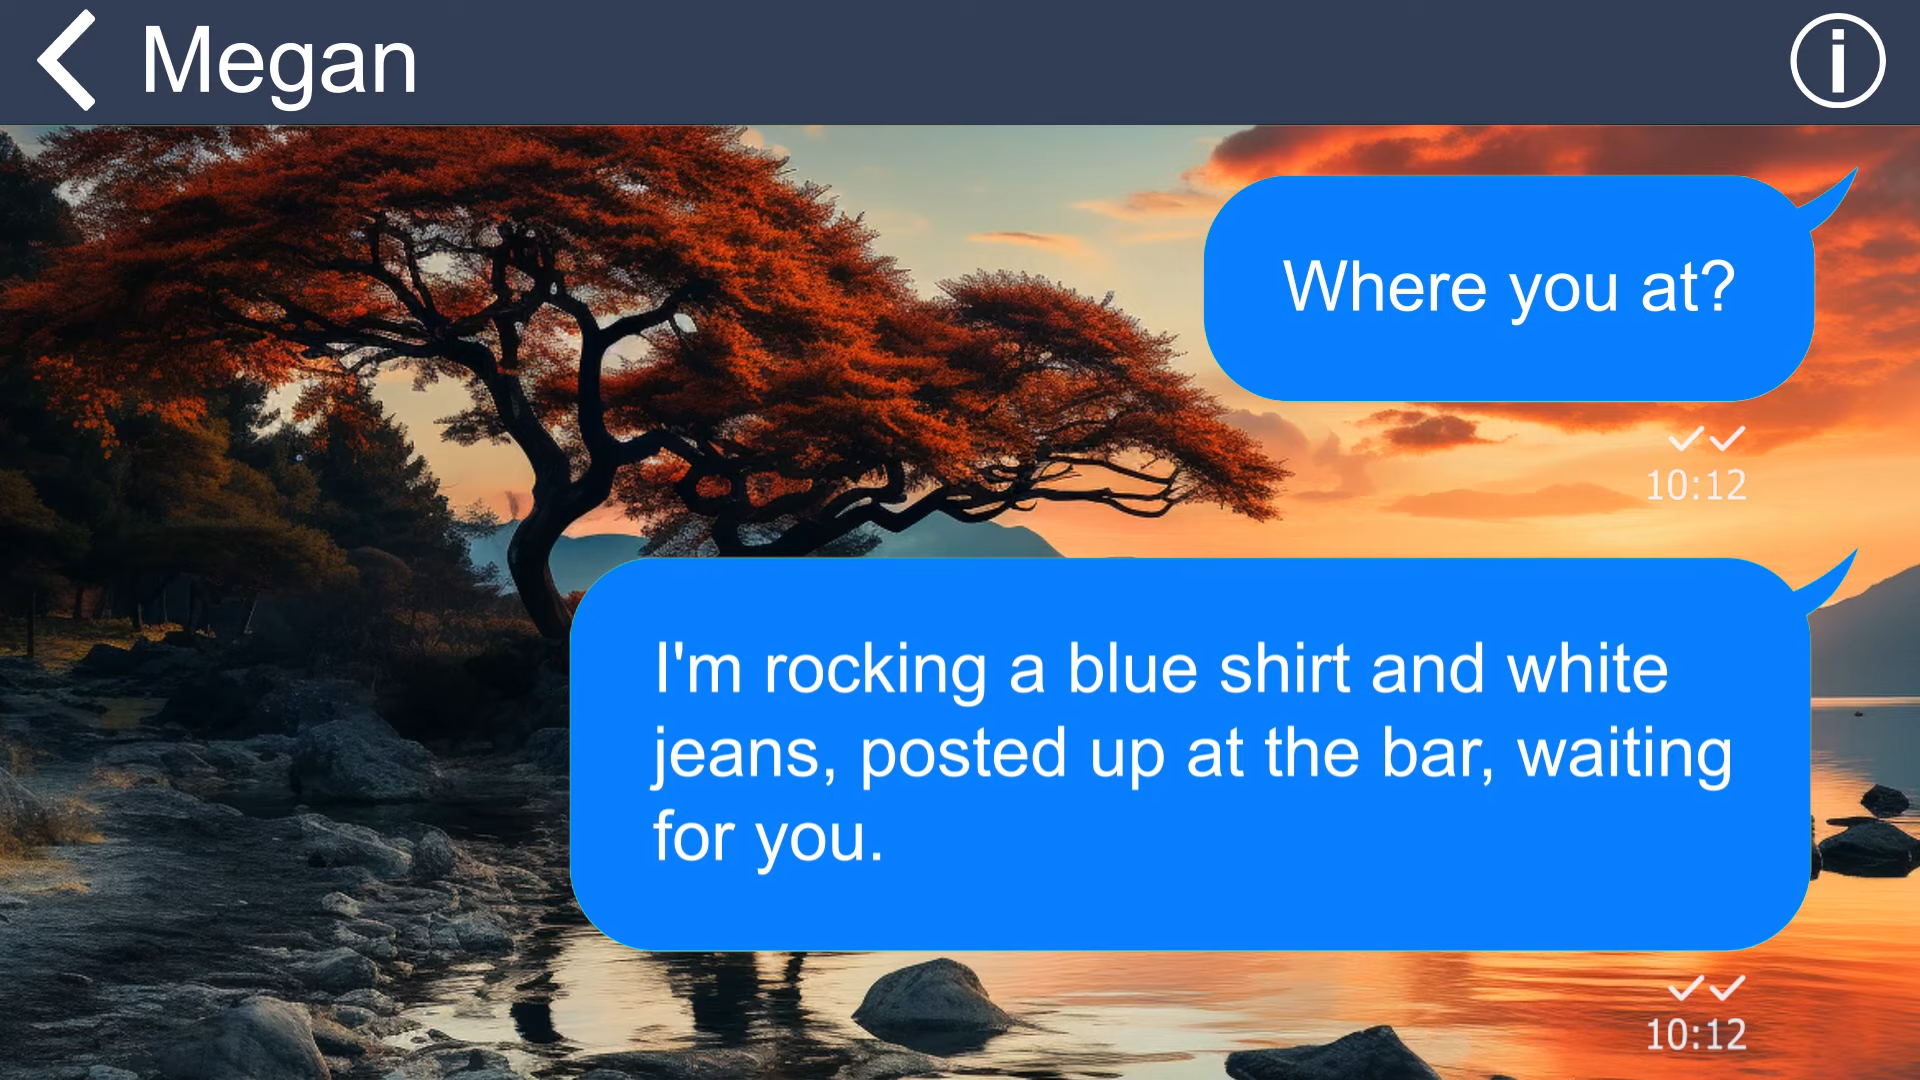 Megan
Where you at?
10:12
I'm rocking a blue shirt and white
jeans, posted up at the bar, waiting
for you.
10:12